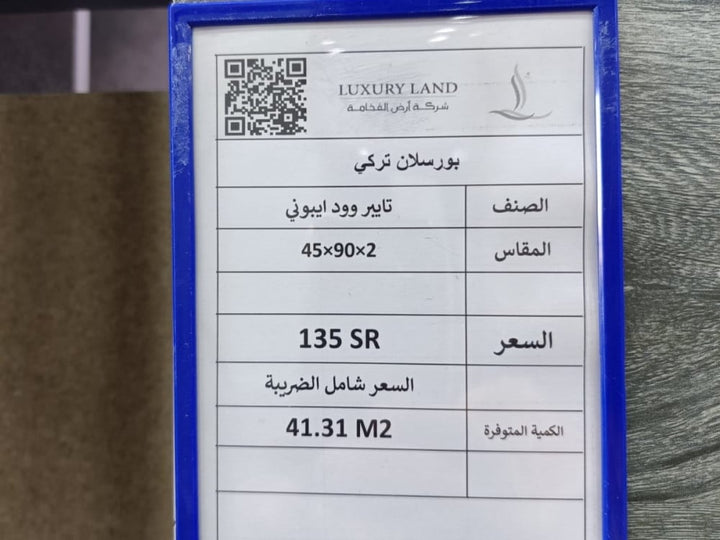 LUXURY LAND
شركة أرض الفخامة
بورسلان تركي
الصنف تايبر وود ايبوني
المقاس 45×90×2
السعر 135 SR
السعر شامل الضريبة
الكمية المتوفرة 41.31 M2